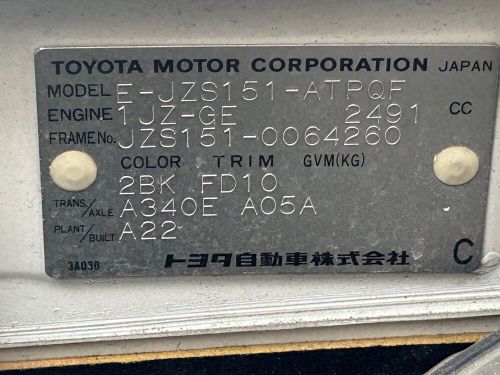 TOYOTA MOTOR CORPORATION JAPAN
MODEL E-JZS151-ATPQF
ENGINE 1JZ-GE 2491 CC
FRAME No. JZS151-0064260
COLOR TRIM GVM(KG)
2BK FD10
TRANS./AXLE A340E A05A
PLANT/BUILT A22
3A030 トヨタ自動車株式会社 C